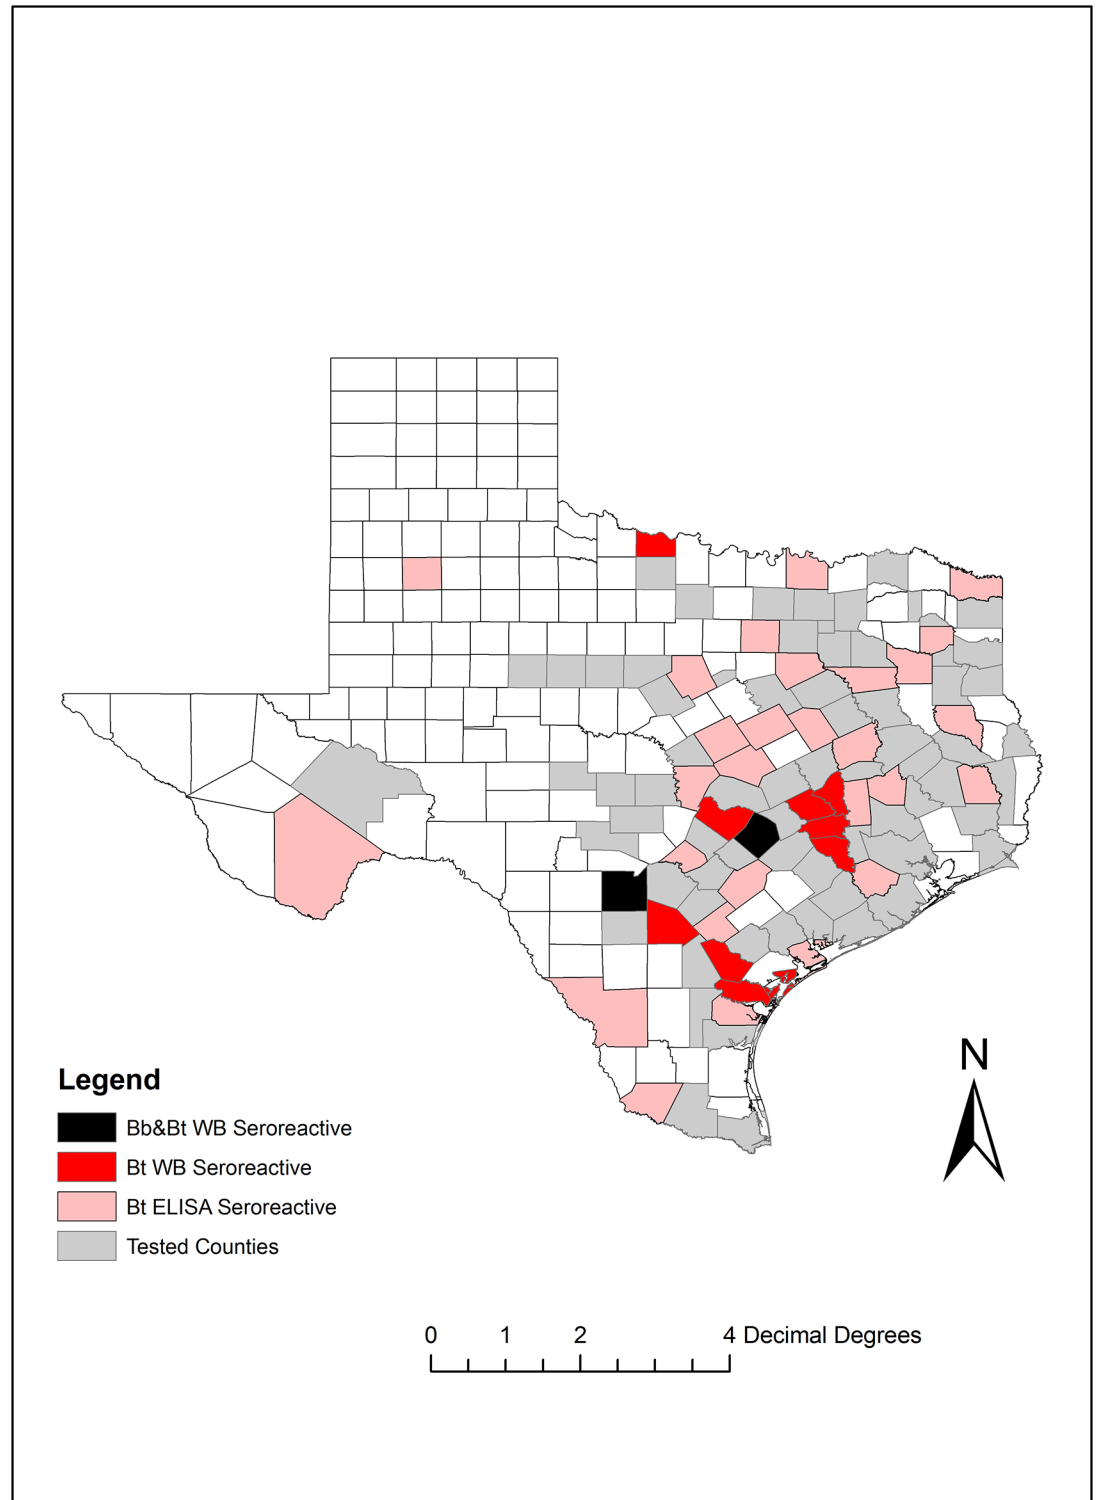 N
Legend
Bb&Bt WB Seroreactive
Bt WB Seroreactive
Bt ELISA Seroreactive
Tested Counties
0 1 2 4 Decimal Degrees